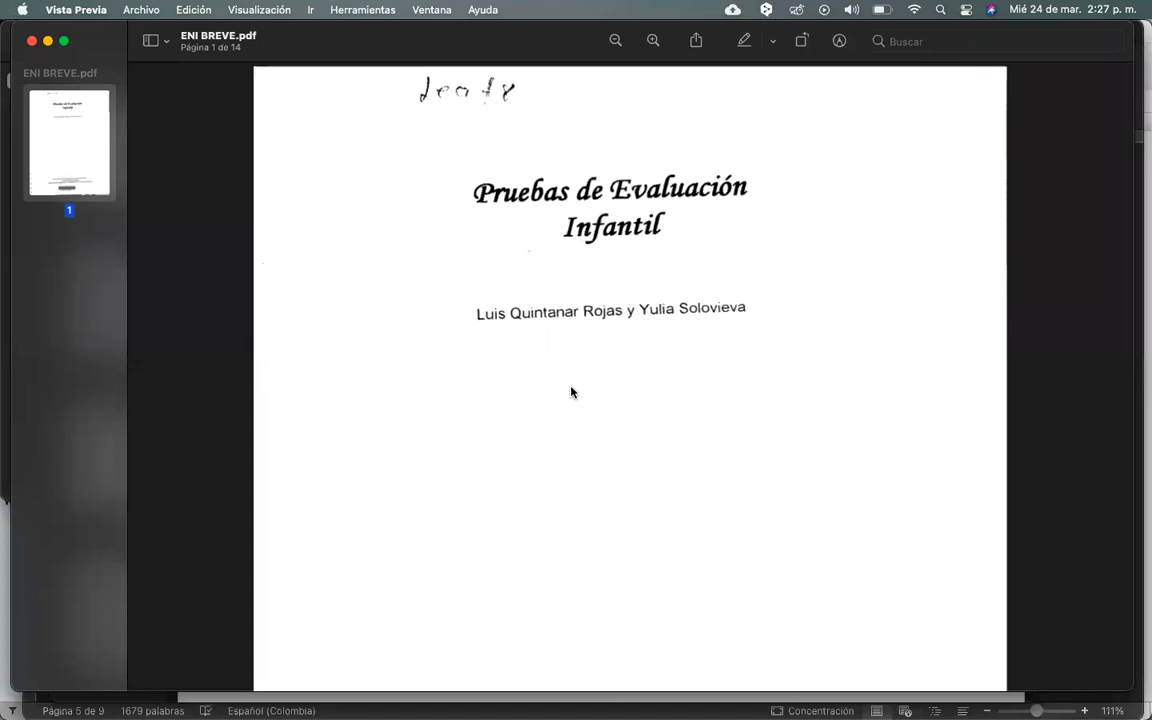 Vista Previa Archivo Edición Visualización Ir Herramientas Ventana Ayuda Mié 24 de mar. 2:27 p. m.
ENI BREVE.pdf
Página 1 de 14
Buscar
ENI BREVE.pdf
1
Pruebas de Evaluación
Infantil
Luis Quintanar Rojas y Yulia Solovieva
Página 5 de 9 1679 palabras Español (Colombia) Concentración 111%